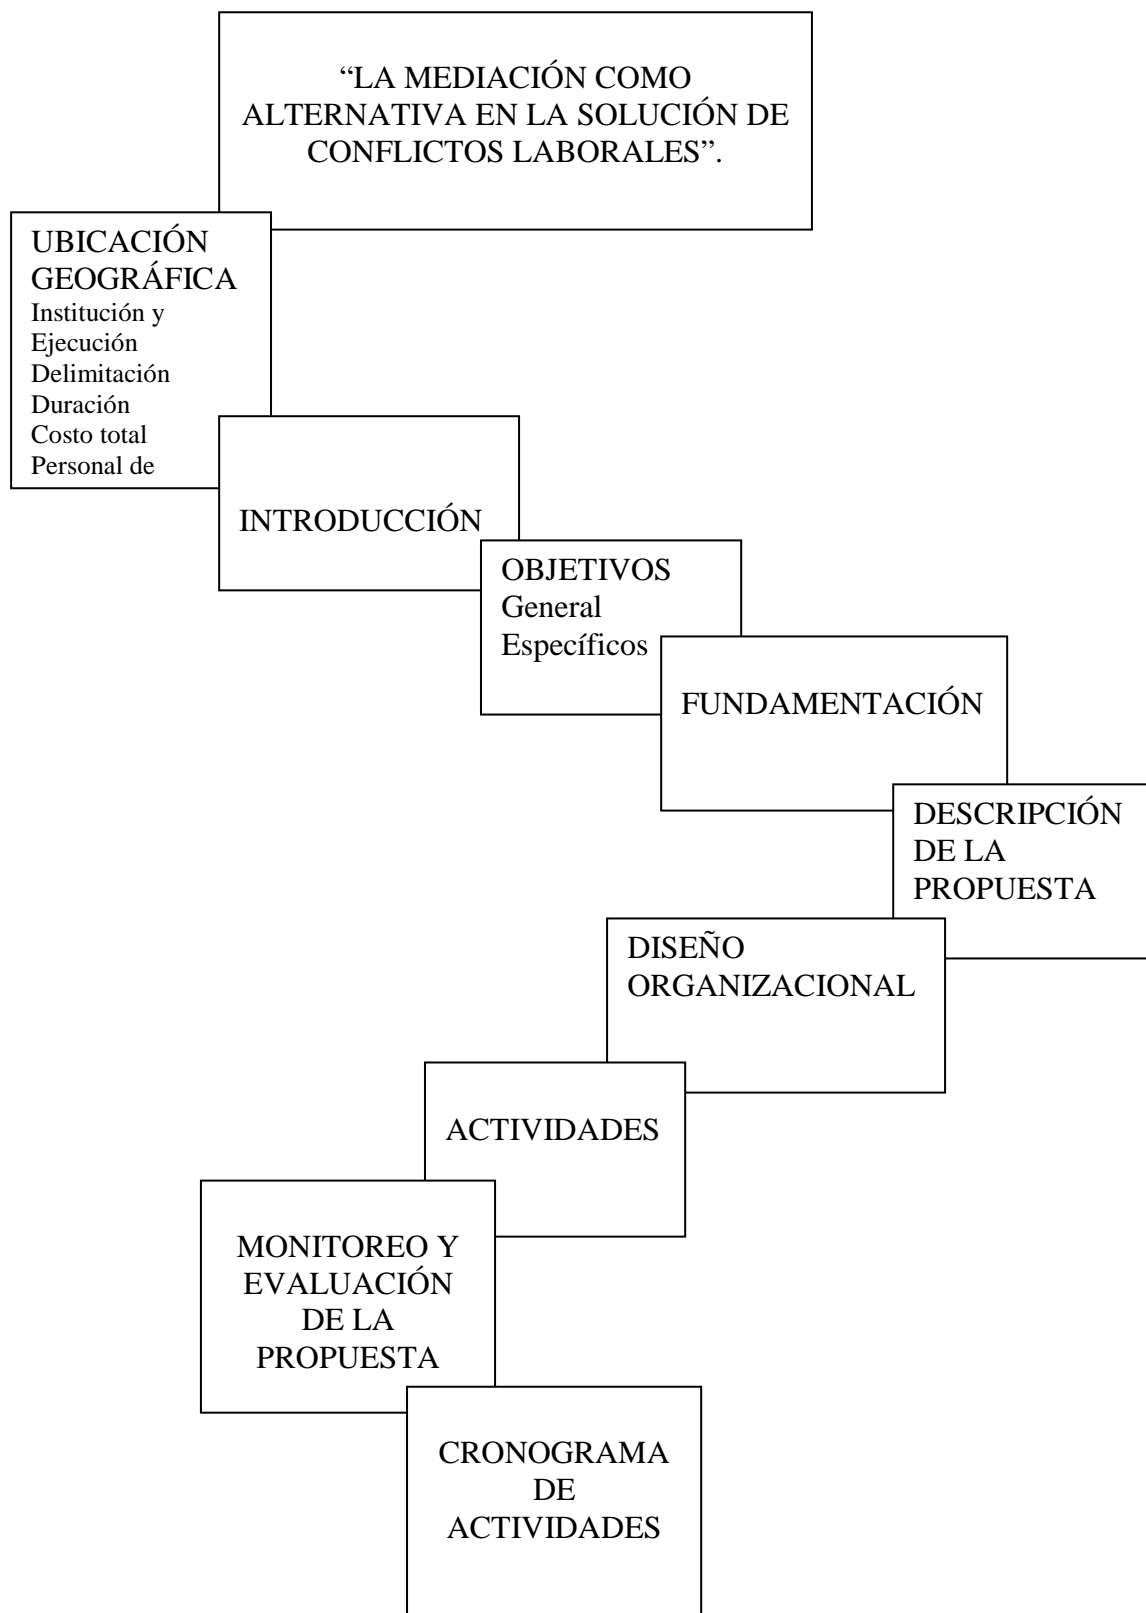 “LA MEDIACIÓN COMO
ALTERNATIVA EN LA SOLUCIÓN DE
CONFLICTOS LABORALES”.
UBICACIÓN
GEOGRÁFICA
Institución y
Ejecución
Delimitación
Duración
Costo total
Personal de
INTRODUCCIÓN
OBJETIVOS
General
Específicos
FUNDAMENTACIÓN
DESCRIPCIÓN
DE LA
PROPUESTA
DISEÑO
ORGANIZACIONAL
ACTIVIDADES
MONITOREO Y
EVALUACIÓN
DE LA
PROPUESTA
CRONOGRAMA
DE
ACTIVIDADES